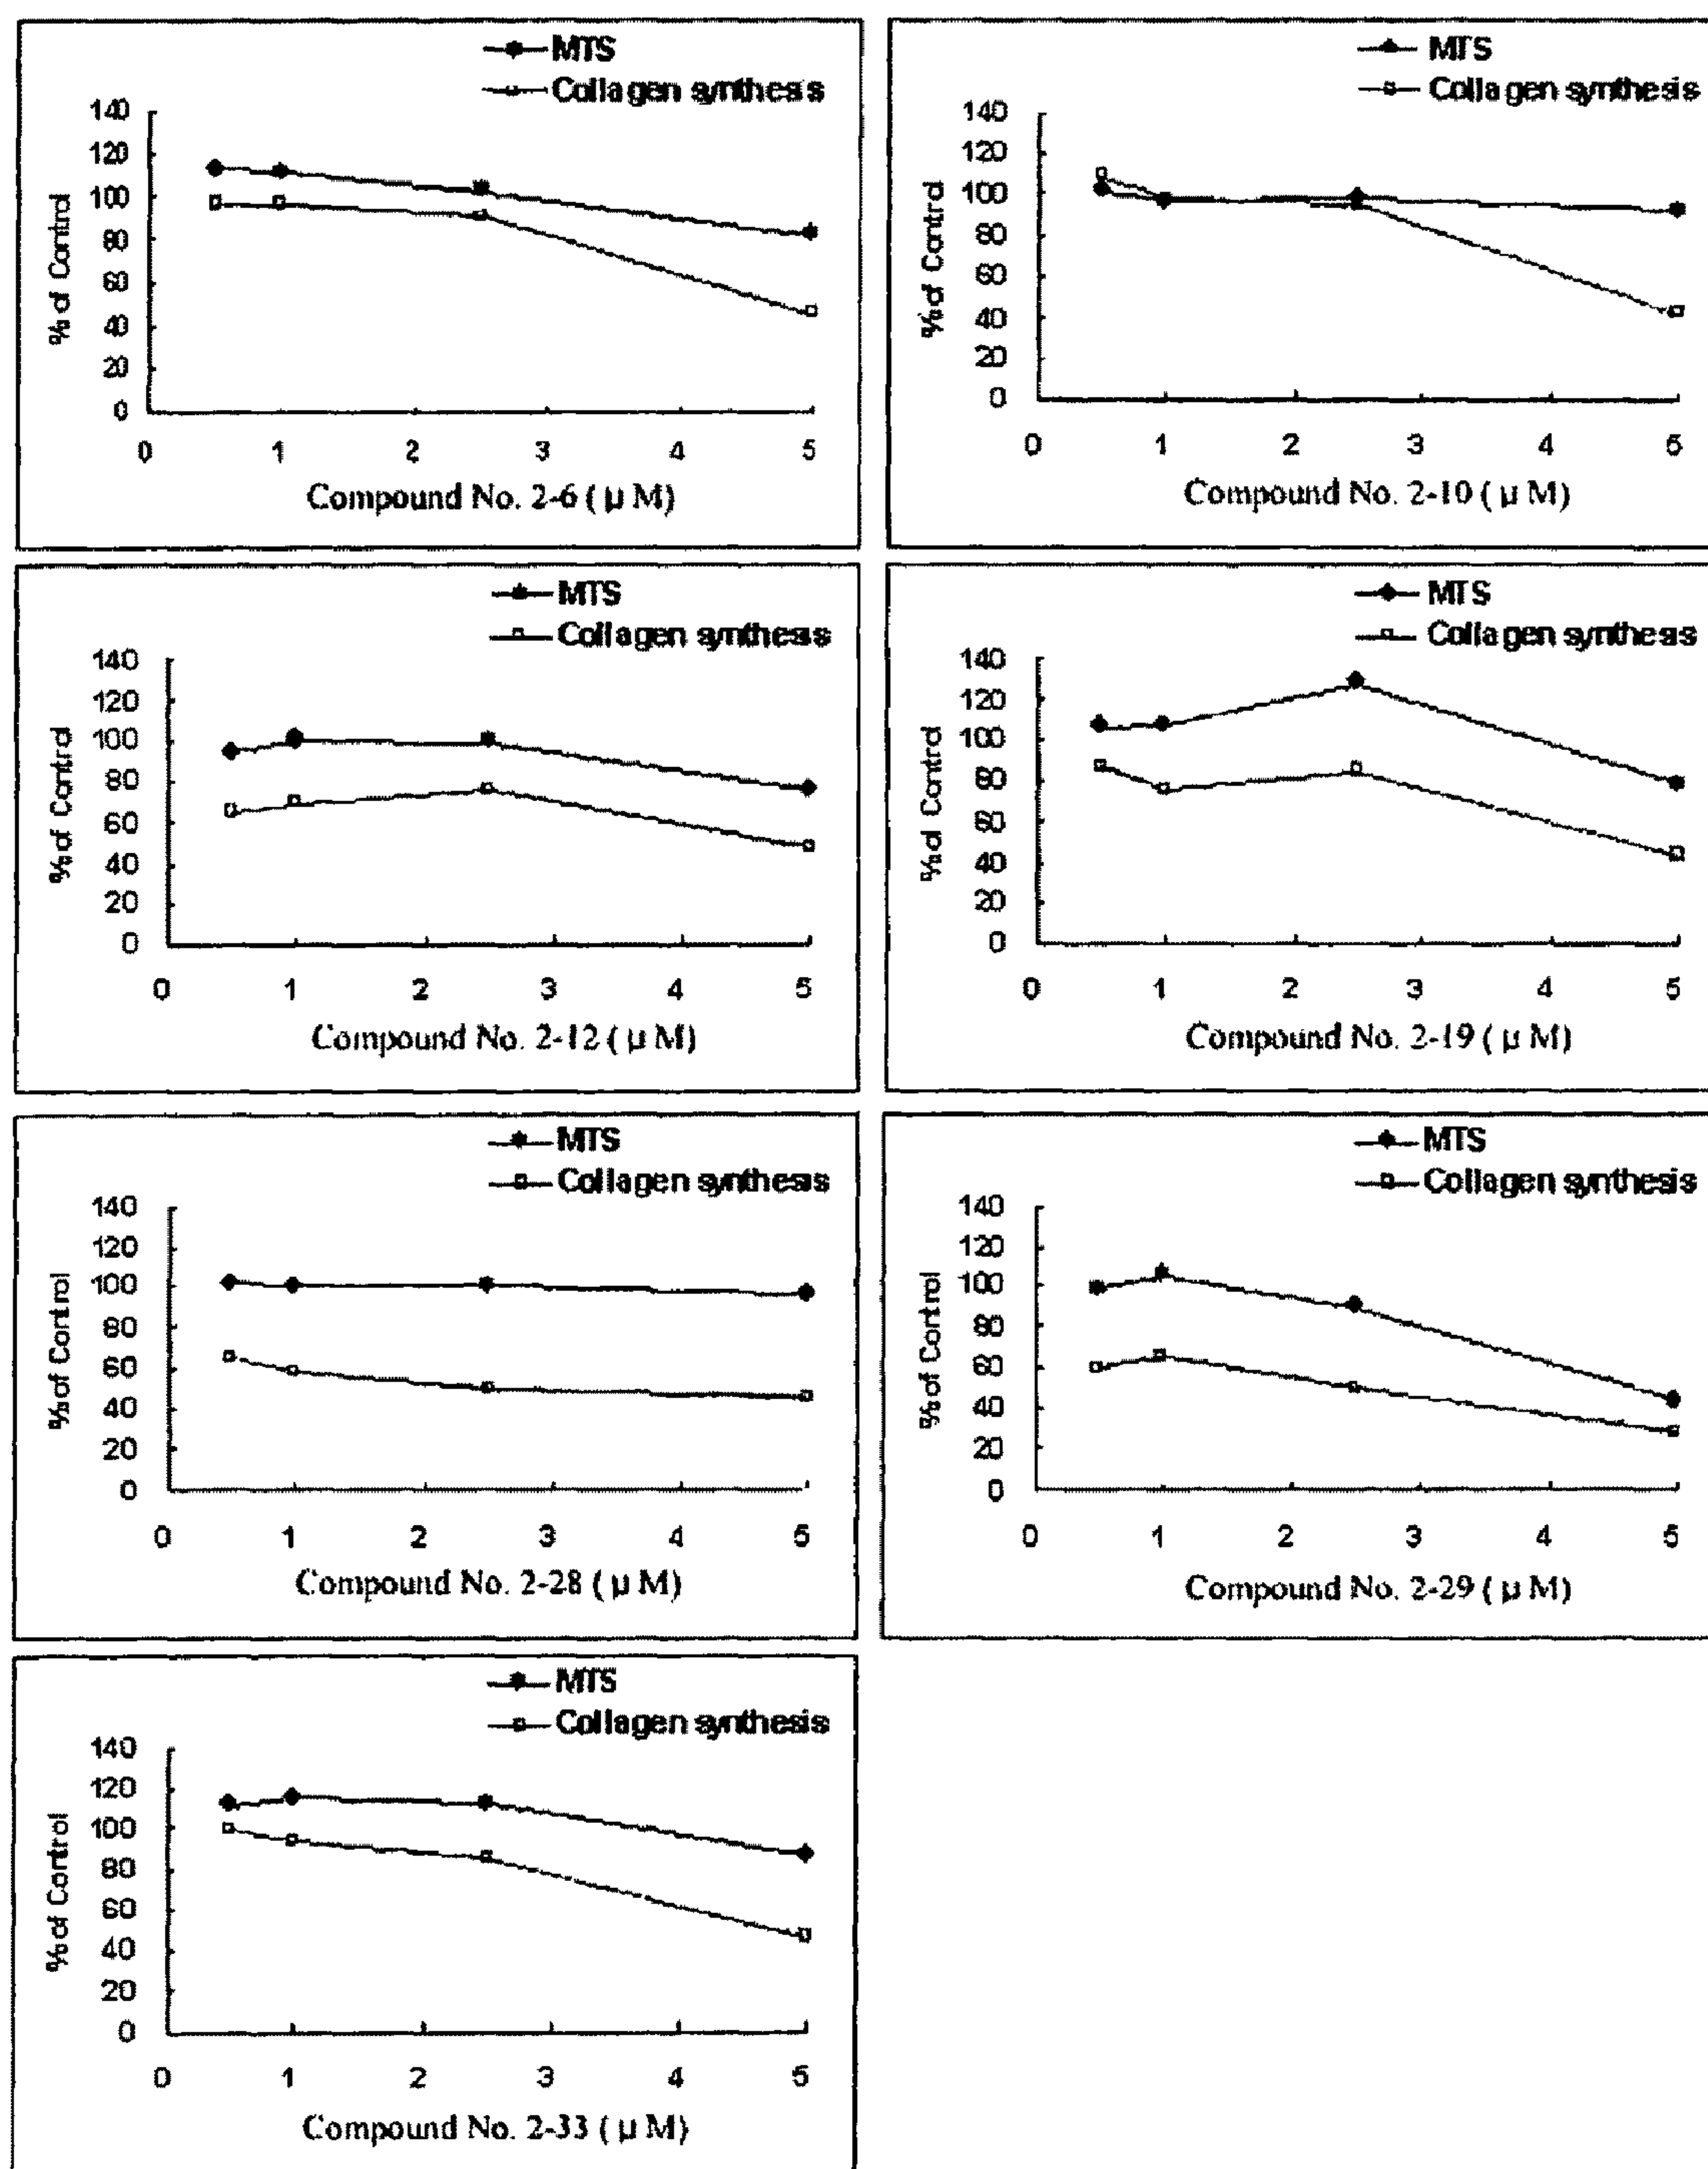 MTS
Collagen synthesis
140
120
100
80
60
40
20
0
% of Control
0 1 2 3 4 5
Compound No. 2-6 ( μ M)
MTS
Collagen synthesis
140
120
100
80
60
40
20
0
% of Control
0 1 2 3 4 5
Compound No. 2-10 ( μ M)
MTS
Collagen synthesis
140
120
100
80
60
40
20
0
% of Control
0 1 2 3 4 5
Compound No. 2-12 ( μ M)
MTS
Collagen synthesis
140
120
100
80
60
40
20
0
% of Control
0 1 2 3 4 5
Compound No. 2-19 ( μ M)
MTS
Collagen synthesis
140
120
100
80
60
40
20
0
% of Control
0 1 2 3 4 5
Compound No. 2-28 ( μ M)
MTS
Collagen synthesis
140
120
100
80
60
40
20
0
% of Control
0 1 2 3 4 5
Compound No. 2-29 ( μ M)
MTS
Collagen synthesis
140
120
100
80
60
40
20
0
% of Control
0 1 2 3 4 5
Compound No. 2-33 ( μ M)